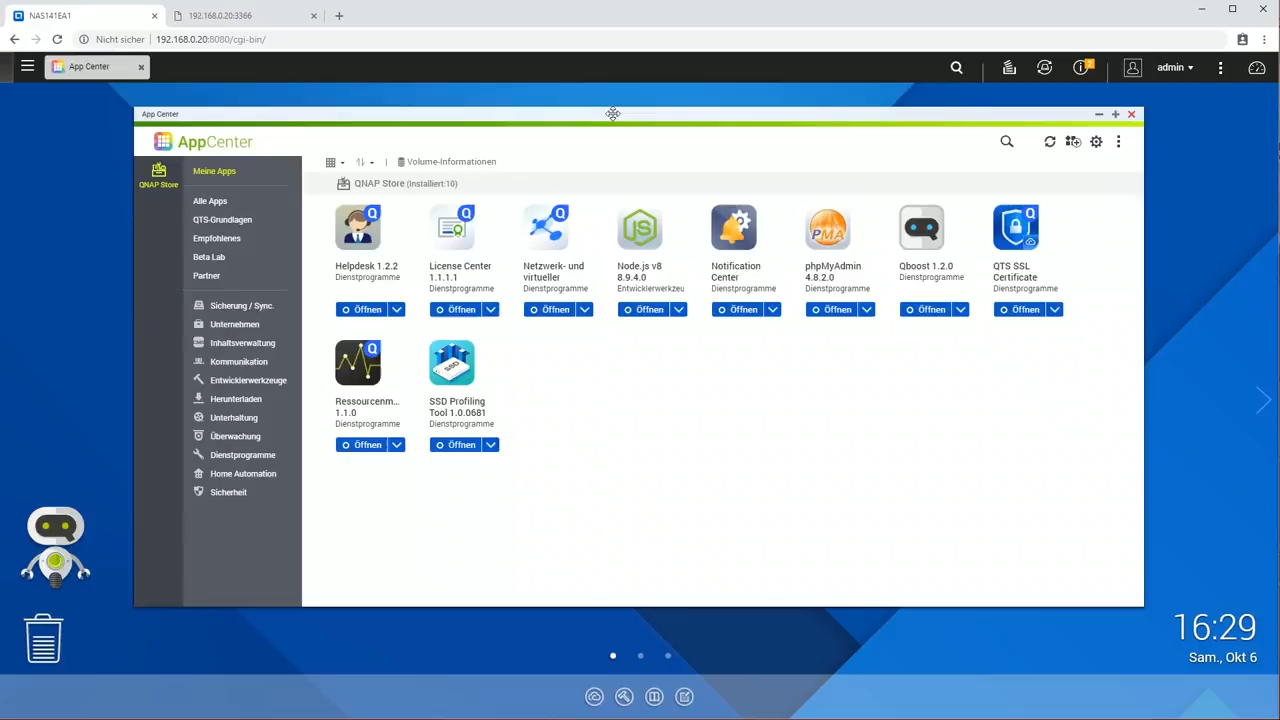 NAS141EA1
192.168.0.20:3366
Nicht sicher
192.168.0.20:8080/cgi-bin/
App Center
2
admin
App Center
AppCenter
QNAP Store
Meine Apps
Alle Apps
QTS-Grundlagen
Empfohlenes
Beta Lab
Partner
Sicherung / Sync.
Unternehmen
Inhaltsverwaltung
Kommunikation
Entwicklerwerkzeuge
Herunterladen
Unterhaltung
Überwachung
Dienstprogramme
Home Automation
Sicherheit
Volume-Informationen
QNAP Store (Installiert:10)
Helpdesk 1.2.2
Dienstprogramme
Öffnen
License Center
1.1.1.1
Dienstprogramme
Öffnen
Netzwerk- und
virtueller
Dienstprogramme
Öffnen
Node.js v8
8.9.4.0
Entwicklerwerkzeu
Öffnen
Notification
Center
Dienstprogramme
Öffnen
PMA
phpMyAdmin
4.8.2.0
Dienstprogramme
Öffnen
Qboost 1.2.0
Dienstprogramme
Öffnen
QTS SSL
Certificate
Dienstprogramme
Öffnen
Ressourcenm...
1.1.0
Dienstprogramme
Öffnen
SSD
SSD Profiling
Tool 1.0.0681
Dienstprogramme
Öffnen
16:29
Sam., Okt 6